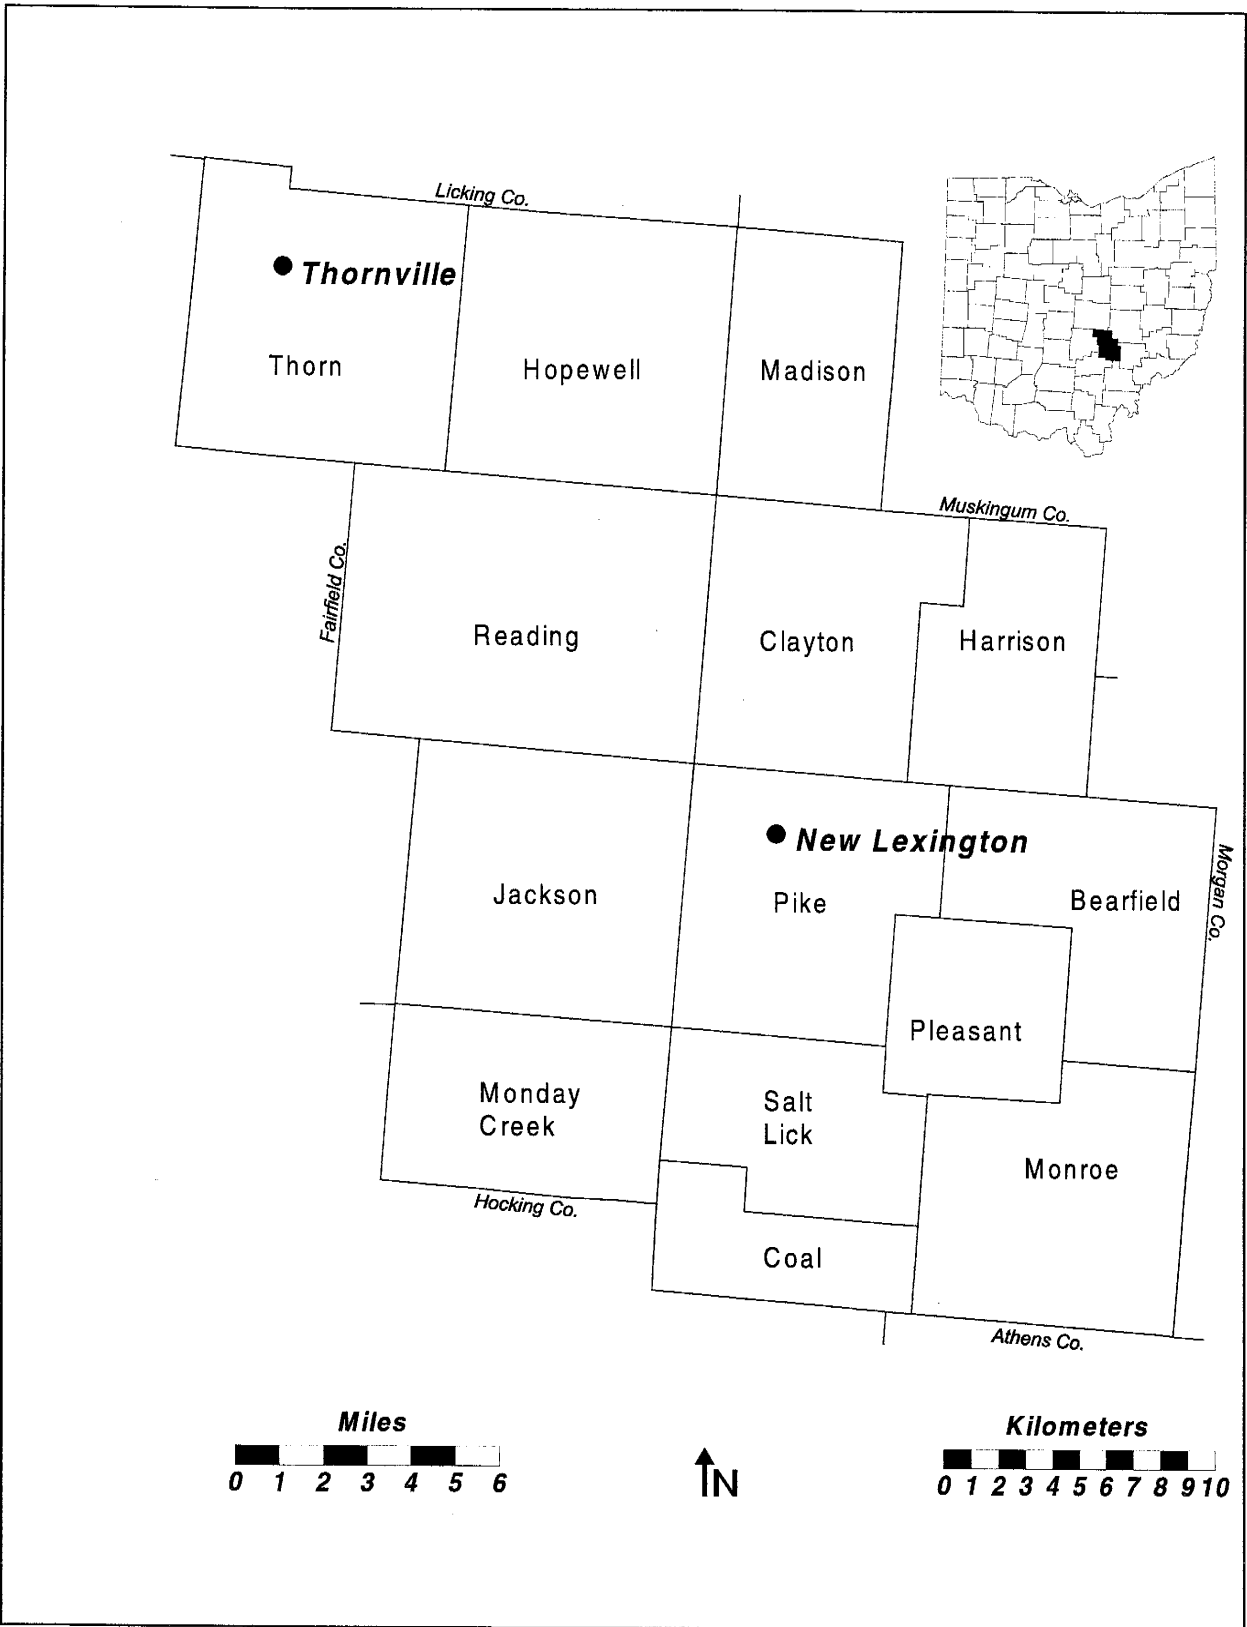 Licking Co.
Thornville
Thorn
Hopewell
Madison
Muskingum Co.
Fairfield Co.
Reading
Clayton
Harrison
New Lexington
Morgan Co.
Jackson
Pike
Bearfield
Pleasant
Monday
Creek
Salt
Lick
Monroe
Hocking Co.
Coal
Athens Co.
Miles
0 1 2 3 4 5 6
N
Kilometers
0 1 2 3 4 5 6 7 8 9 10